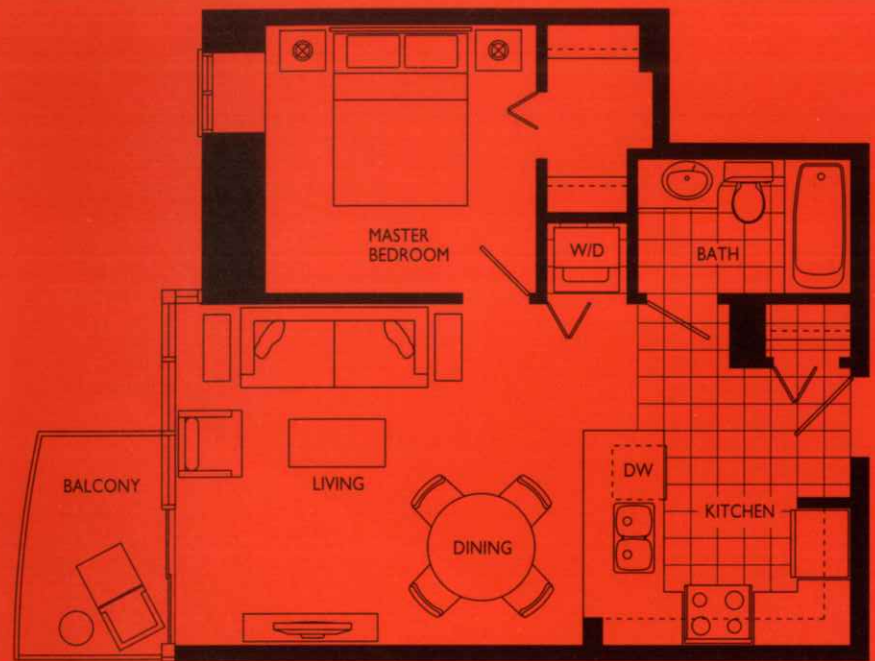 MASTER
BEDROOM
W/D
BATH
BALCONY
LIVING
DINING
DW
KITCHEN